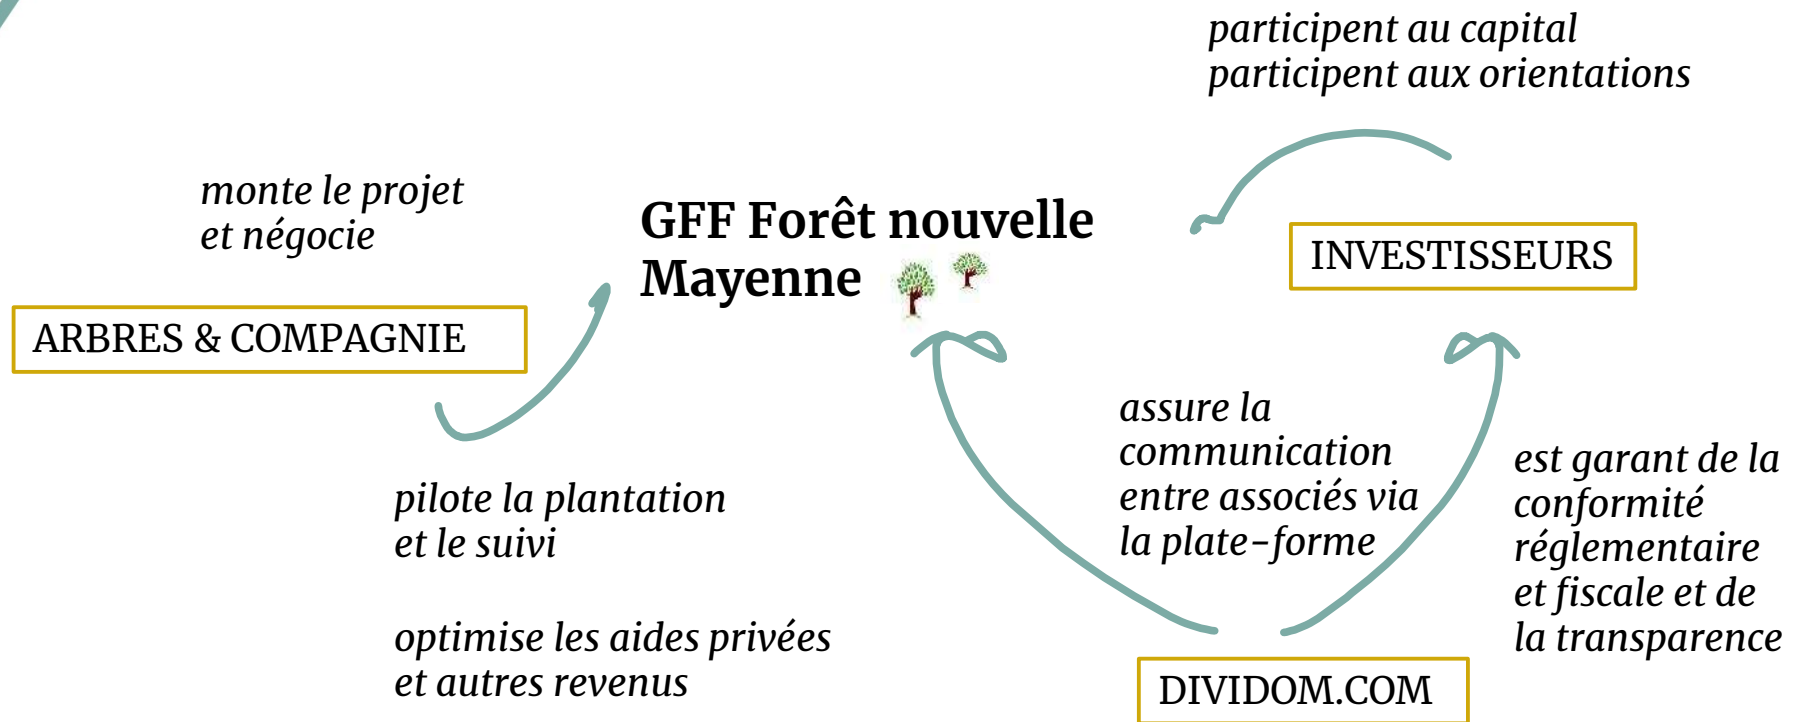 participent au capital
participent aux orientations
monte le projet
et négocie
GFF Forêt nouvelle
Mayenne
INVESTISSEURS
ARBRES & COMPAGNIE
assure la
communication
entre associés via
la plate-forme
est garant de la
conformité
réglementaire
et fiscale et de
la transparence
pilote la plantation
et le suivi
optimise les aides privées
et autres revenus
DIVIDOM.COM